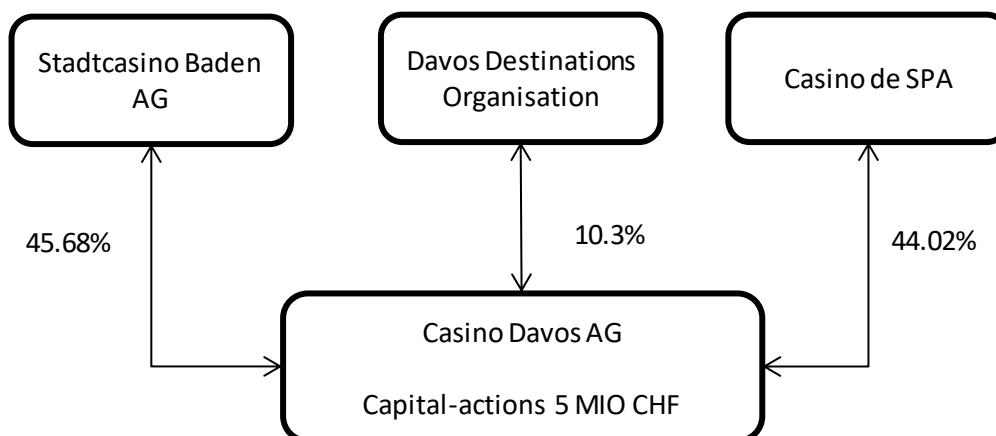 Stadtcasino Baden
AG
Davos Destinations
Organisation
Casino de SPA
45.68%
10.3%
44.02%
Casino Davos AG
Capital-actions 5 MIO CHF